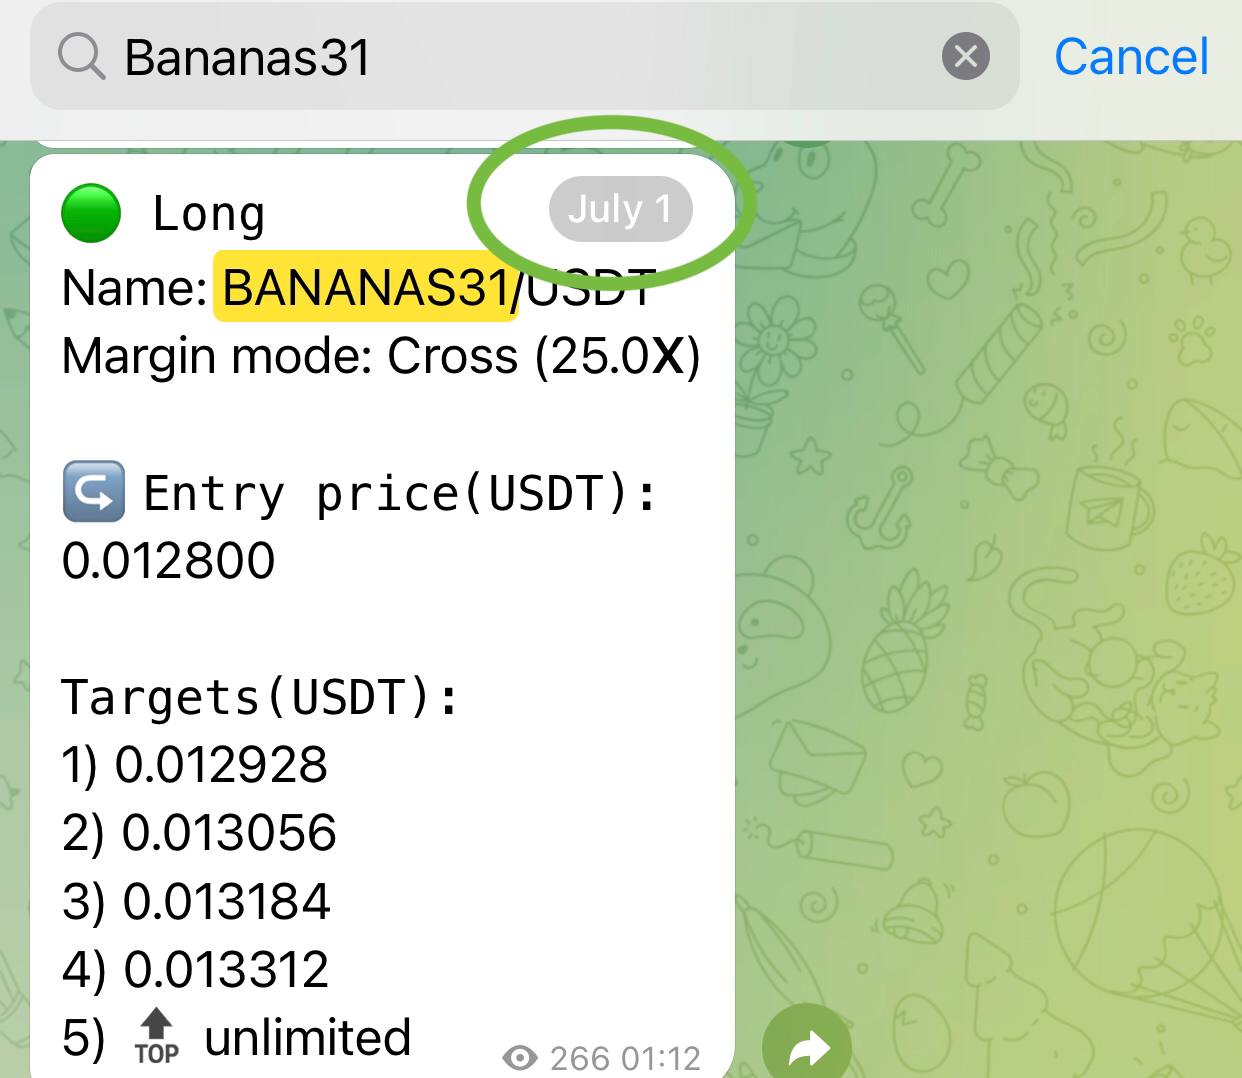 Bananas31
Cancel
Long
July 1
Name: BANANAS31/USDT
Margin mode: Cross (25.0X)
Entry price(USDT):
0.012800
Targets(USDT):
1) 0.012928
2) 0.013056
3) 0.013184
4) 0.013312
5) TOP unlimited
266 01:12